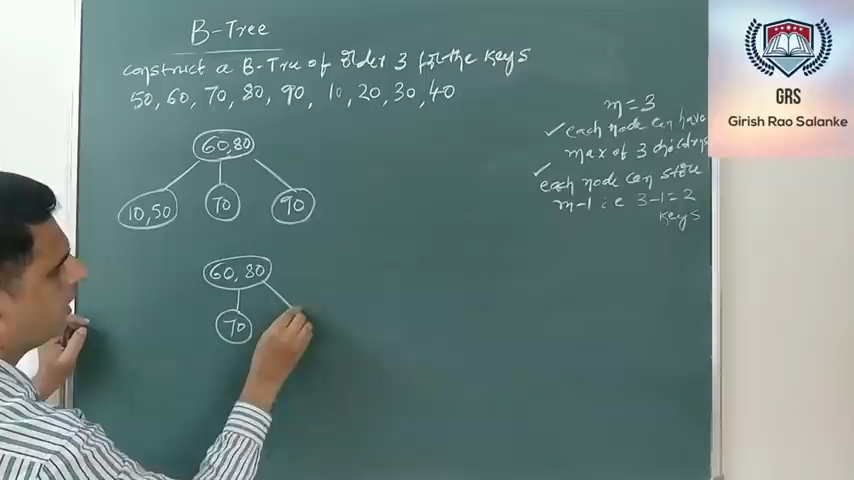 B-Tree
construct a B-Tree of order 3 for the keys
50, 60, 70, 80, 90, 10, 20, 30, 40
60,80
10,50 70 90
60, 80
70
m=3
each node can have
max of 3 childrens
each node can store
m-1 i.e 3-1=2
keys
GRS
Girish Rao Salanke